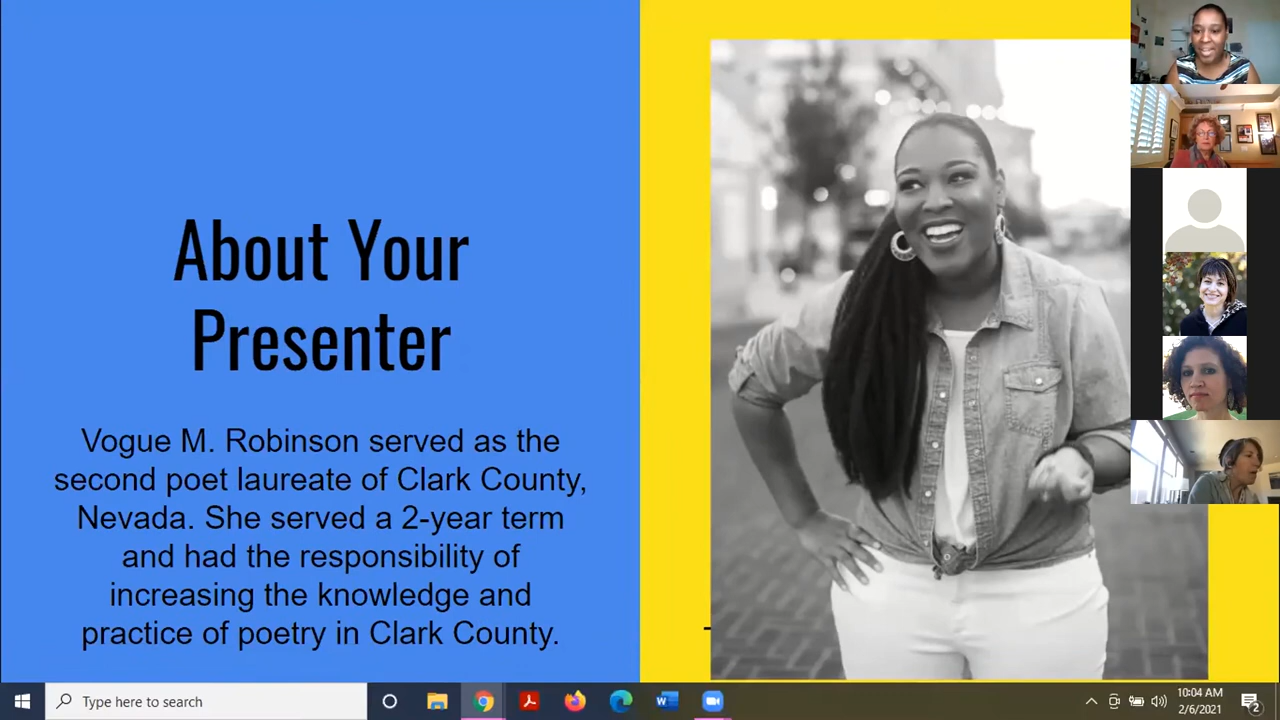 About Your
Presenter
Vogue M. Robinson served as the
second poet laureate of Clark County,
Nevada. She served a 2-year term
and had the responsibility of
increasing the knowledge and
practice of poetry in Clark County.
Type here to search
10:04 AM
2/6/2021
2